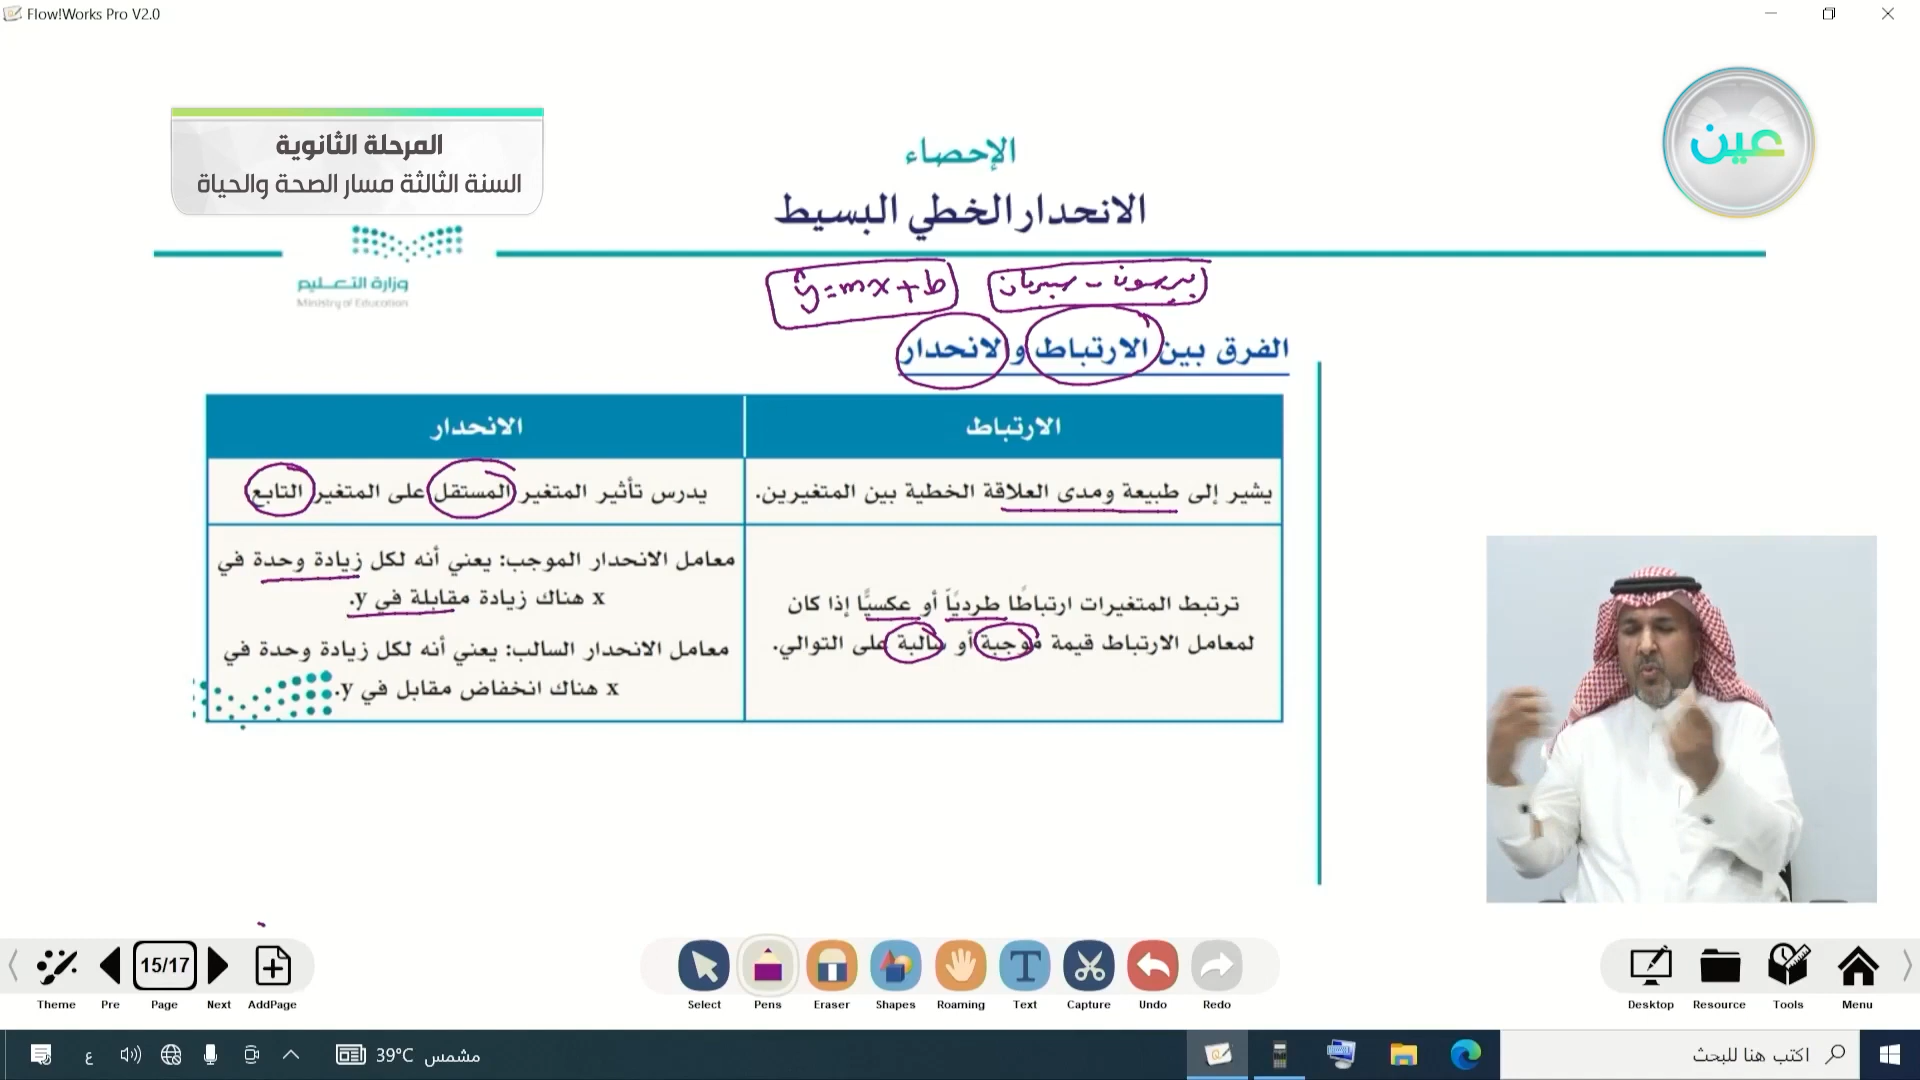 Flow!Works Pro V2.0
عين
المرحلة الثانوية
السنة الثالثة مسار الصحة والحياة
الإحصاء
الانحدار الخطي البسيط
وزارة التعـــليم
Ministry of Education
بيرسون - سبيرمان
ŷ=mx+b
الفرق بين الارتباط و لانحدار
الارتباط
الانحدار
يشير إلى طبيعة ومدى العلاقة الخطية بين المتغيرين.
يدرس تأثير المتغير المستقل على المتغير التابع
ترتبط المتغيرات ارتباطًا طرديًا أو عكسيًا إذا كان
لمعامل الارتباط قيمة موجبة أو سالبة على التوالي.
معامل الانحدار الموجب: يعني أنه لكل زيادة وحدة في
x هناك زيادة مقابلة في y.
معامل الانحدار السالب: يعني أنه لكل زيادة وحدة في
x هناك انخفاض مقابل في y.
15/17
Theme Pre Page Next AddPage
Select Pens Eraser Shapes Roaming Text Capture Undo Redo
Desktop Resource Tools Menu
ع
39°C مشمس
اكتب هنا للبحث